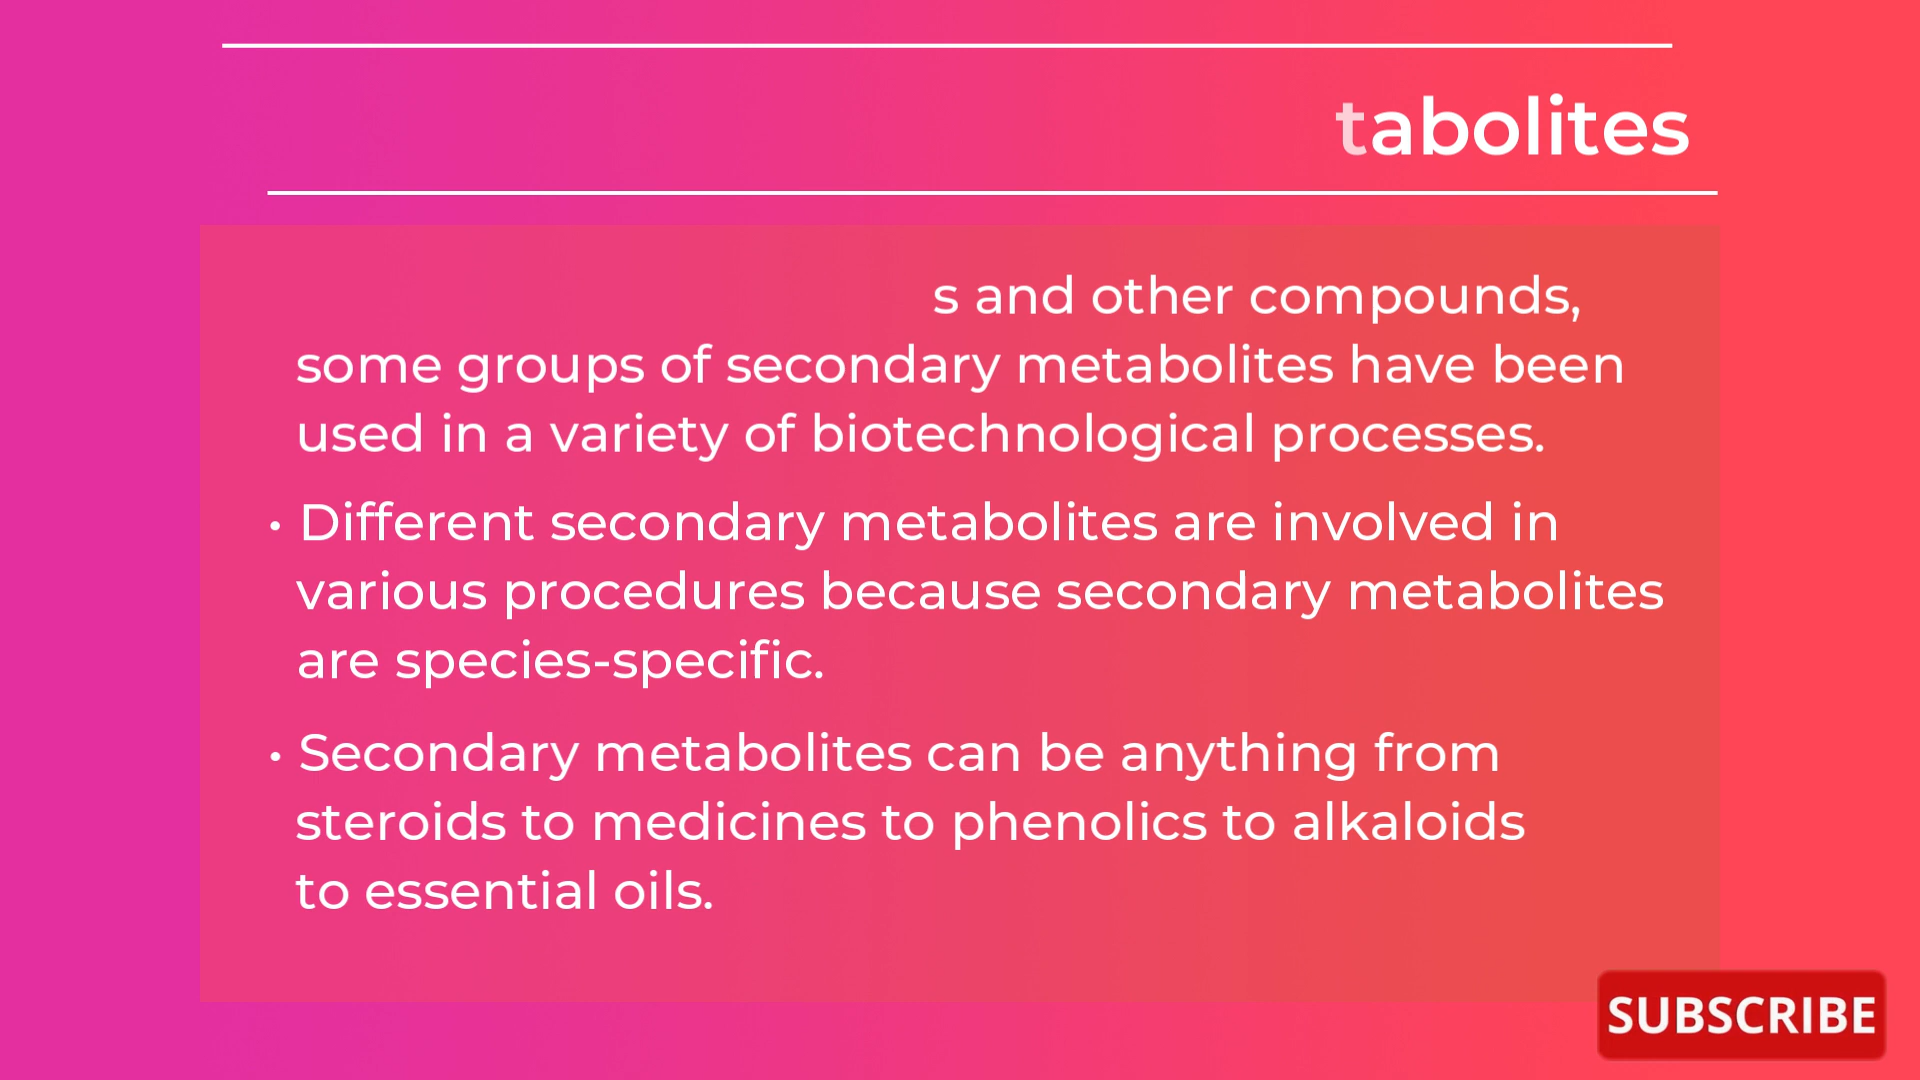 tabolites
s and other compounds,
some groups of secondary metabolites have been
used in a variety of biotechnological processes.
• Different secondary metabolites are involved in
various procedures because secondary metabolites
are species-specific.
• Secondary metabolites can be anything from
steroids to medicines to phenolics to alkaloids
to essential oils.
SUBSCRIBE